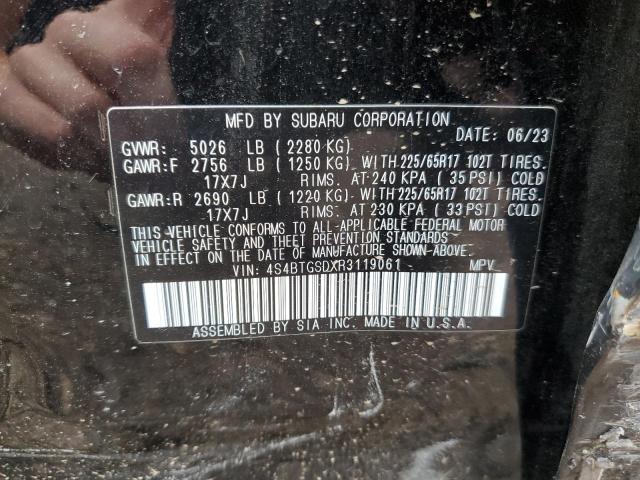 MFD BY SUBARU CORPORATION
DATE: 06/23
GVWR: 5026 LB (2280 KG)
GAWR:F 2756 LB (1250 KG). WITH 225/65R17 102T TIRES.
17X7J RIMS. AT 240 KPA (35 PSI) COLD
GAWR:R 2690 LB (1220 KG). WITH 225/65R17 102T TIRES.
17X7J RIMS. AT 230 KPA (33 PSI) COLD
THIS VEHICLE CONFORMS TO ALL-APPLICABLE FEDERAL MOTOR
VEHICLE SAFETY AND THEFT PREVENTION STANDARDS
IN EFFECT ON THE DATE OF MANUFACTURE SHOWN ABOVE.
VIN: 4S4BTGSDXR3119061 MPV
ASSEMBLED BY SIA INC. MADE IN U.S.A.